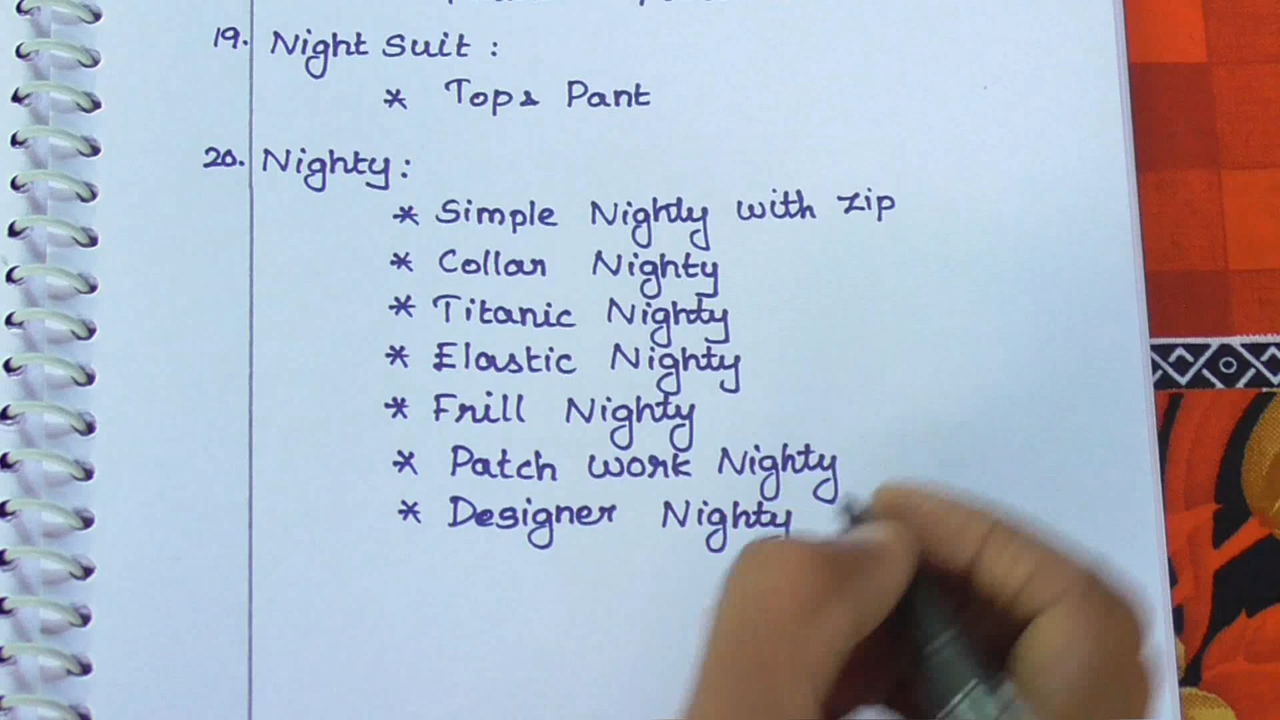 19. Night Suit :
* Top & Pant
20. Nighty :
* Simple Nighty with zip
* Collar Nighty
* Titanic Nighty
* Elastic Nighty
* Frill Nighty
* Patch work Nighty
* Designer Nighty